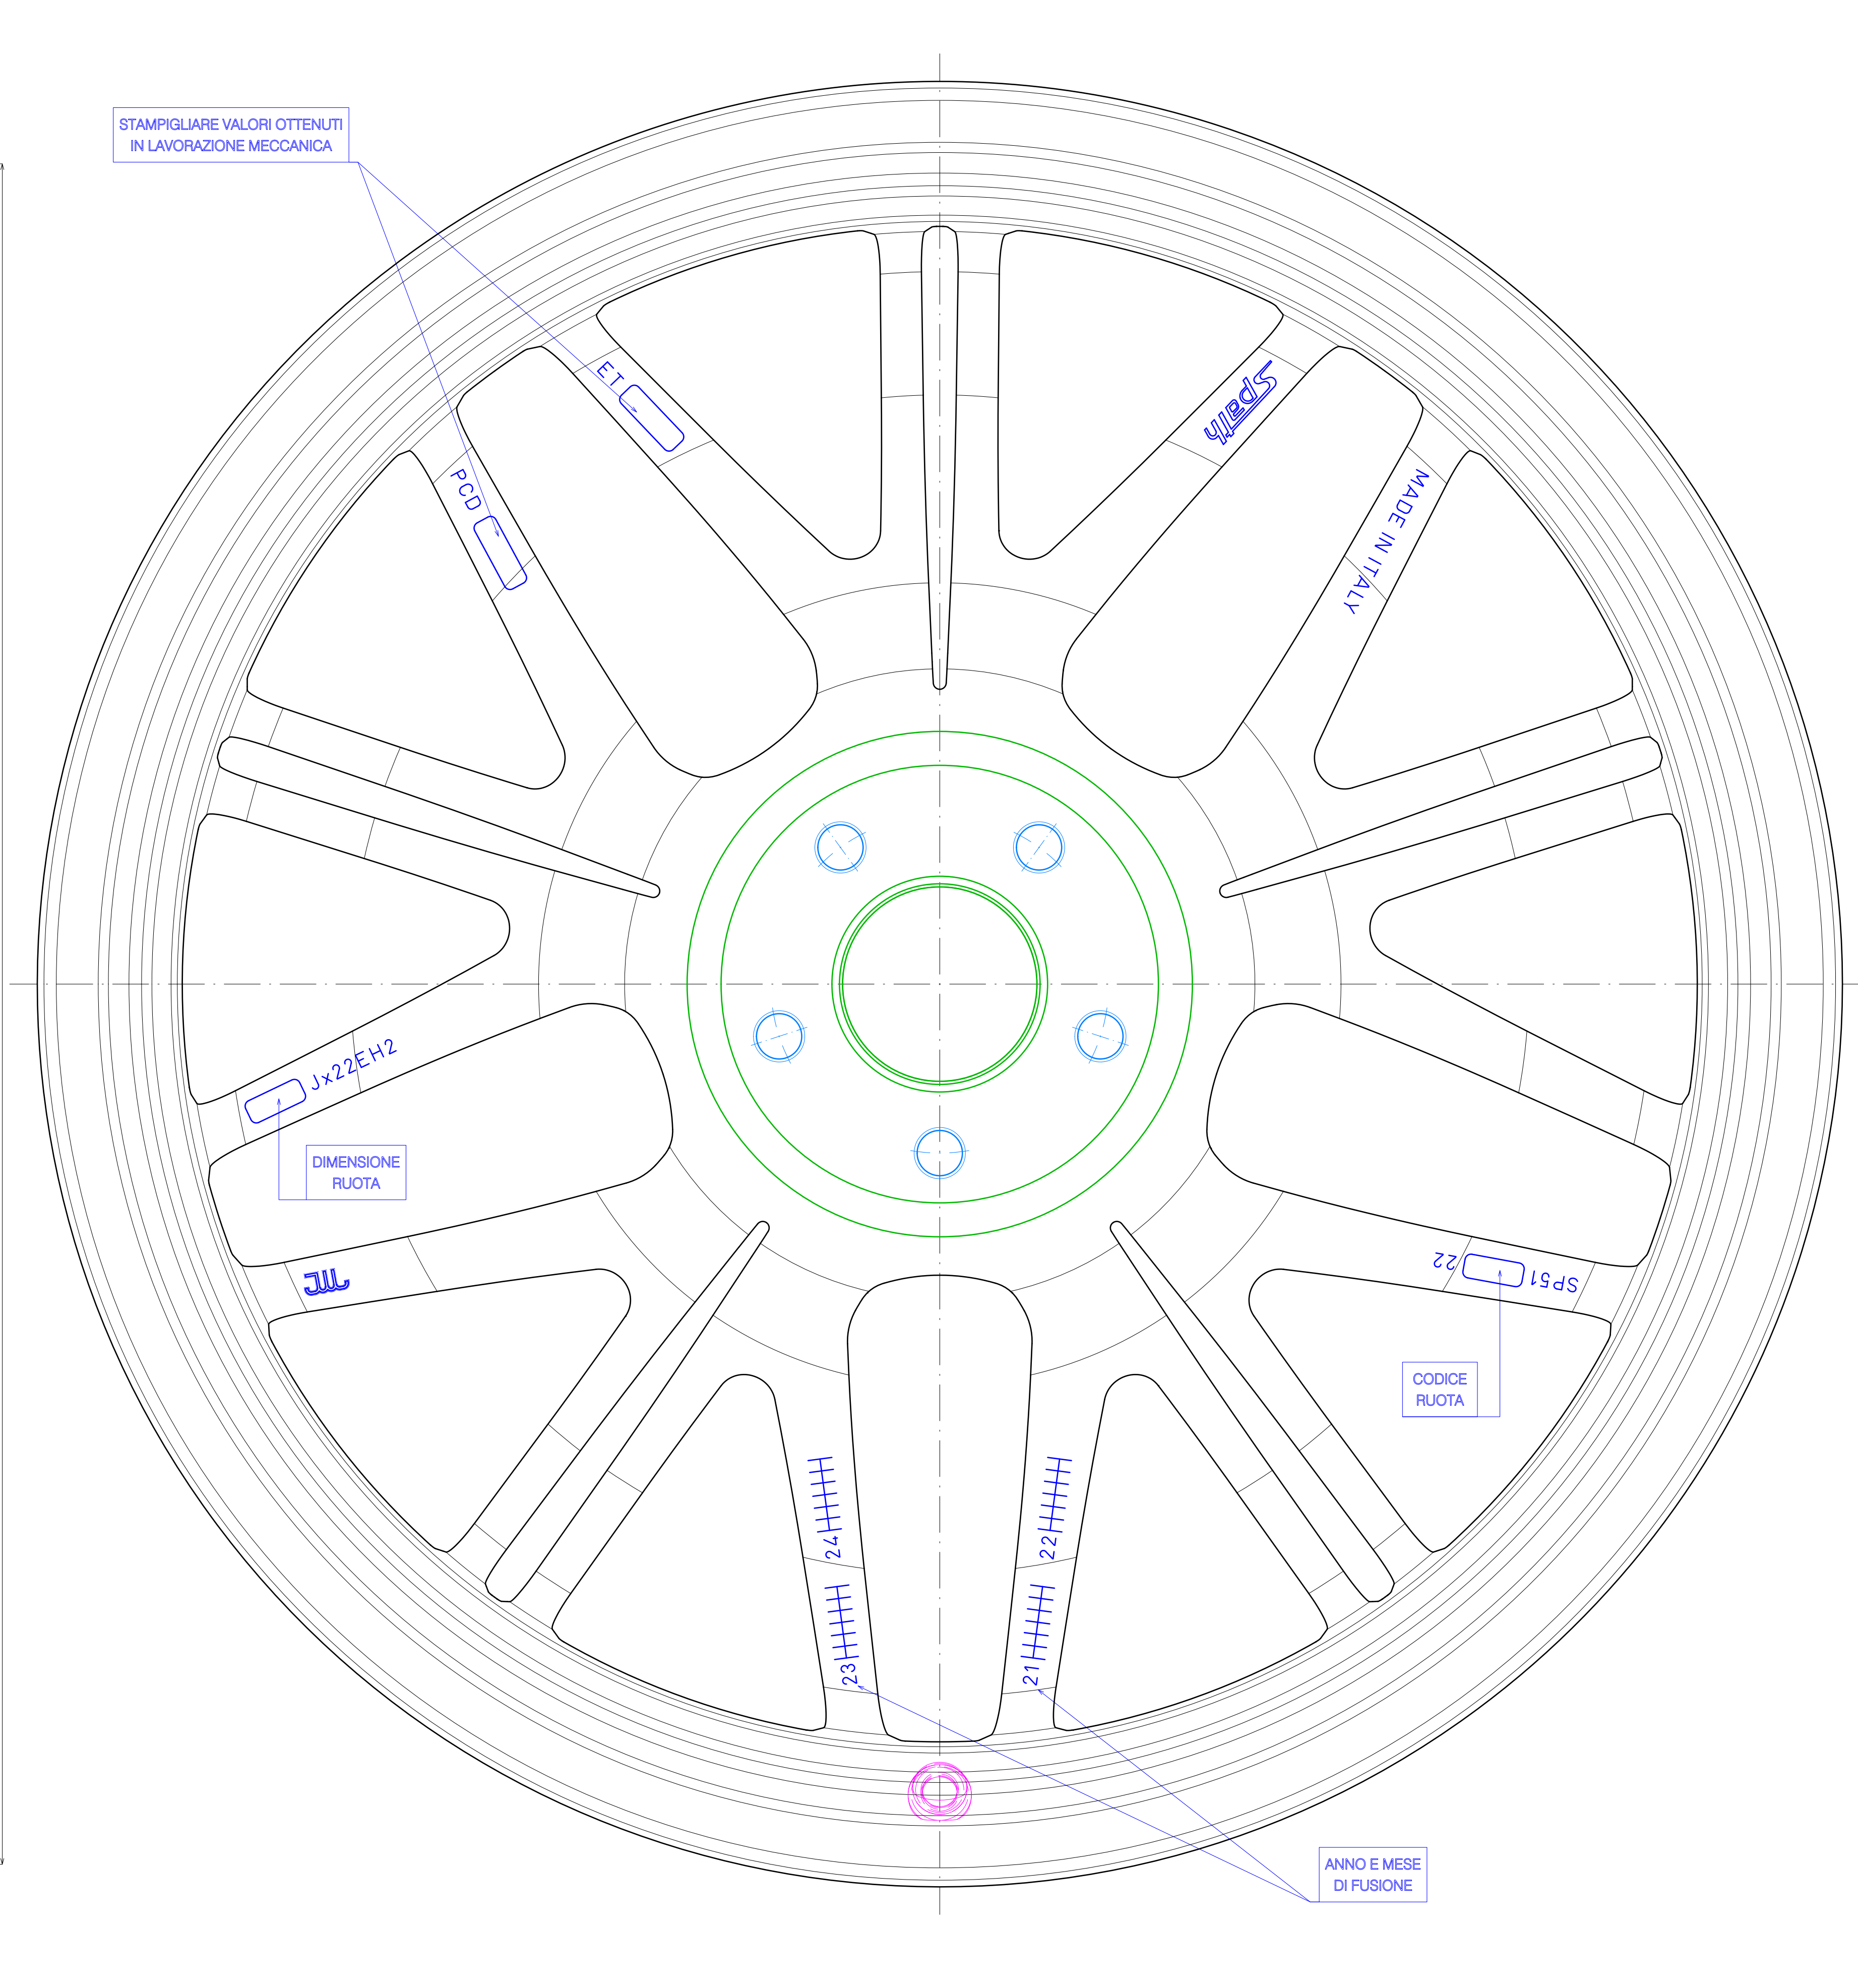 STAMPIGLIARE VALORI OTTENUTI
IN LAVORAZIONE MECCANICA
ET
Spath
PCD
MADE IN ITALY
Jx22EH2
DIMENSIONE
RUOTA
JWL
SP51 22
CODICE
RUOTA
24
22
23
21
ANNO E MESE
DI FUSIONE